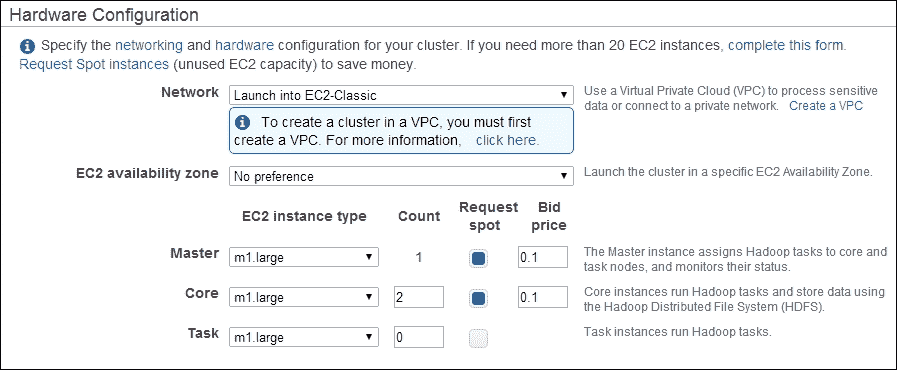 Hardware Configuration
Specify the networking and hardware configuration for your cluster. If you need more than 20 EC2 instances, complete this form.
Request Spot instances (unused EC2 capacity) to save money.
Network
Launch into EC2-Classic
Use a Virtual Private Cloud (VPC) to process sensitive
data or connect to a private network. Create a VPC
To create a cluster in a VPC, you must first
create a VPC. For more information, click here.
EC2 availability zone
No preference
Launch the cluster in a specific EC2 Availability Zone.
EC2 instance type
Count
Request
spot
Bid
price
Master
m1.large
1
0.1
The Master instance assigns Hadoop tasks to core and
task nodes, and monitors their status.
Core
m1.large
2
0.1
Core instances run Hadoop tasks and store data using
the Hadoop Distributed File System (HDFS).
Task
m1.large
0
Task instances run Hadoop tasks.